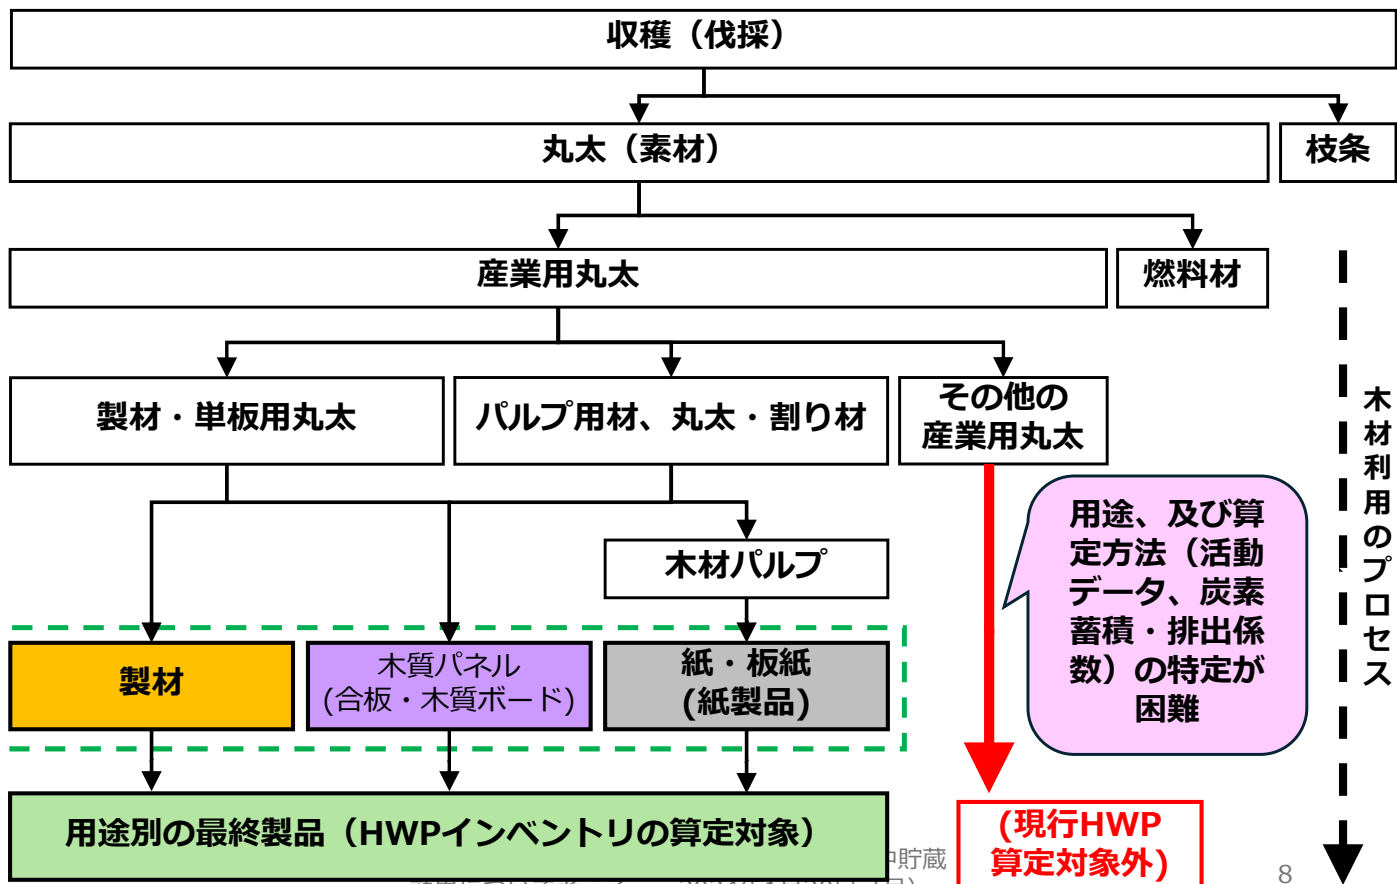 収穫（伐採）
丸太（素材）
枝条
産業用丸太
燃料材
製材・単板用丸太
パルプ用材、丸太・割り材
その他の
産業用丸太
木材パルプ
用途、及び算
定方法（活動
データ、炭素
蓄積・排出係
数）の特定が
困難
木材利用のプロセス
製材
木質パネル
(合板・木質ボード)
紙・板紙
(紙製品)
用途別の最終製品（HWPインベントリの算定対象）
(現行HWP
算定対象外)
貯蔵
8